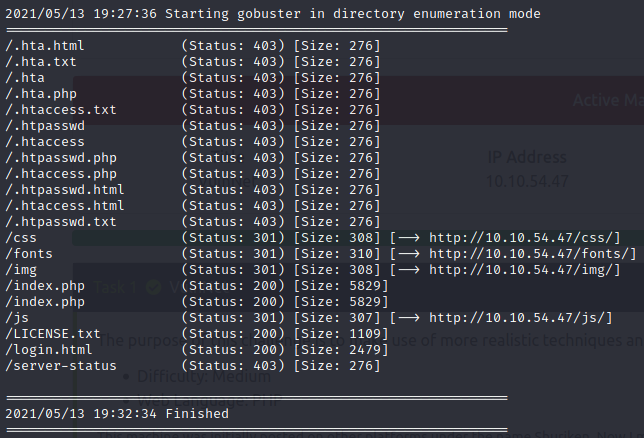 2021/05/13 19:27:36 Starting gobuster in directory enumeration mode
===============================================================
/.hta.html (Status: 403) [Size: 276]
/.hta.txt (Status: 403) [Size: 276]
/.hta (Status: 403) [Size: 276]
/.hta.php (Status: 403) [Size: 276]
/.htaccess.txt (Status: 403) [Size: 276]
Active Ma
/.htpasswd (Status: 403) [Size: 276]
/.htaccess (Status: 403) [Size: 276]
/.htpasswd.php (Status: 403) [Size: 276]
IP Address
/.htaccess.php (Status: 403) [Size: 276]
10.10.54.47
/.htpasswd.html (Status: 403) [Size: 276]
/.htaccess.html (Status: 403) [Size: 276]
/.htpasswd.txt (Status: 403) [Size: 276]
/css (Status: 301) [Size: 308] [--> http://10.10.54.47/css/]
/fonts (Status: 301) [Size: 310] [--> http://10.10.54.47/fonts/]
/img (Status: 301) [Size: 308] [--> http://10.10.54.47/img/]
/index.php (Status: 200) [Size: 5829]
Task 1
/index.php (Status: 200) [Size: 5829]
/js (Status: 301) [Size: 307] [--> http://10.10.54.47/js/]
/LICENSE.txt (Status: 200) [Size: 1109]
The purpose use of more realistic techniques an
/login.html (Status: 200) [Size: 2479]
/server-status (Status: 403) [Size: 276]
Difficulty: Medium
===============================================================
Web Language: PHP
2021/05/13 19:32:34 Finished
===============================================================